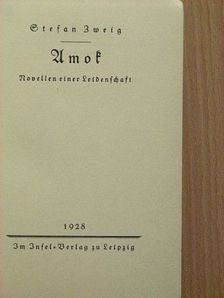 Stefan Zweig
Amok
Novellen einer Leidenschaft
1928
Im Insel-Verlag zu Leipzig